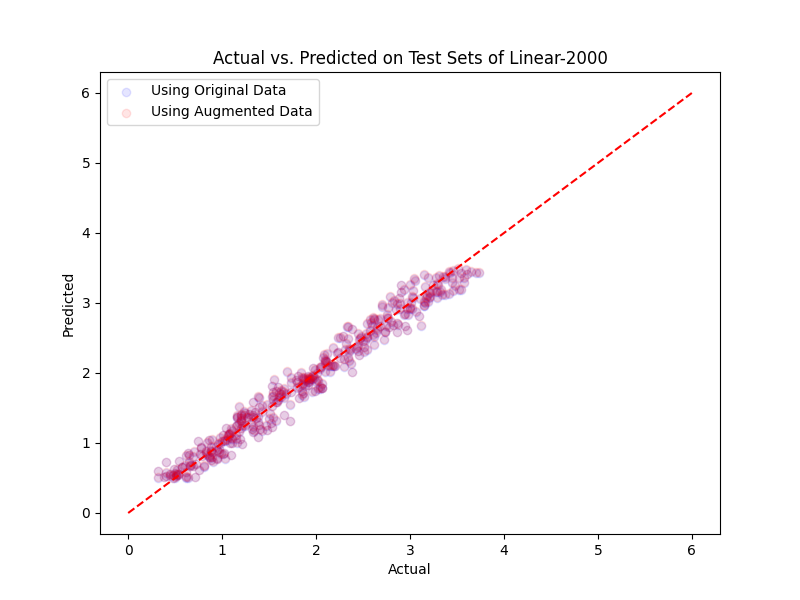 Actual vs. Predicted on Test Sets of Linear-2000
Using Original Data
Using Augmented Data
6
5
4
3
2
1
0
Predicted
0 1 2 3 4 5 6
Actual